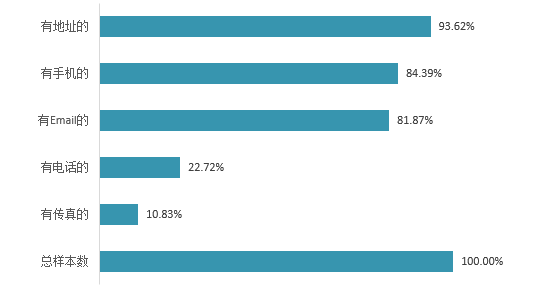 有地址的 93.62%
有手机的 84.39%
有Email的 81.87%
有电话的 22.72%
有传真的 10.83%
总样本数 100.00%